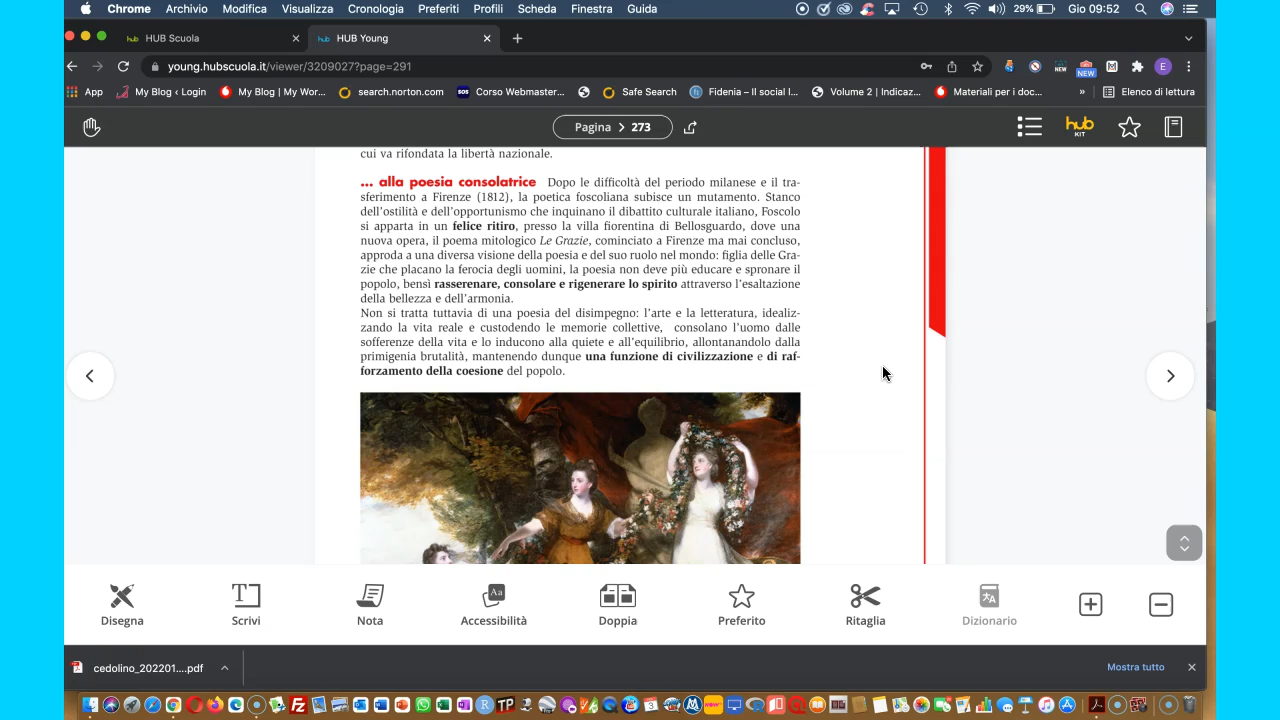 Chrome Archivio Modifica Visualizza Cronologia Preferiti Profili Scheda Finestra Guida 29% Gio 09:52
HUB Scuola HUB Young
young.hubscuola.it/viewer/3209027?page=291
App My Blog ‹ Login My Blog | My Wor... search.norton.com Corso Webmaster... Safe Search Fidenia – Il social l... Volume 2 | Indicaz... Materiali per i doc... » Elenco di lettura
Pagina > 273 hub KIT
cui va rifondata la libertà nazionale.
... alla poesia consolatrice Dopo le difficoltà del periodo milanese e il tra-
sferimento a Firenze (1812), la poetica foscoliana subisce un mutamento. Stanco
dell'ostilità e dell'opportunismo che inquinano il dibattito culturale italiano, Foscolo
si apparta in un felice ritiro, presso la villa fiorentina di Bellosguardo, dove una
nuova opera, il poema mitologico Le Grazie, cominciato a Firenze ma mai concluso,
approda a una diversa visione della poesia e del suo ruolo nel mondo: figlia delle Gra-
zie che placano la ferocia degli uomini, la poesia non deve più educare e spronare il
popolo, bensì rasserenare, consolare e rigenerare lo spirito attraverso l'esaltazione
della bellezza e dell'armonia.
Non si tratta tuttavia di una poesia del disimpegno: l'arte e la letteratura, idealiz-
zando la vita reale e custodendo le memorie collettive, consolano l'uomo dalle
sofferenze della vita e lo inducono alla quiete e all'equilibrio, allontanandolo dalla
primigenia brutalità, mantenendo dunque una funzione di civilizzazione e di raf-
forzamento della coesione del popolo.
Disegna Scrivi Nota Accessibilità Doppia Preferito Ritaglia Dizionario
cedolino_202201....pdf Mostra tutto